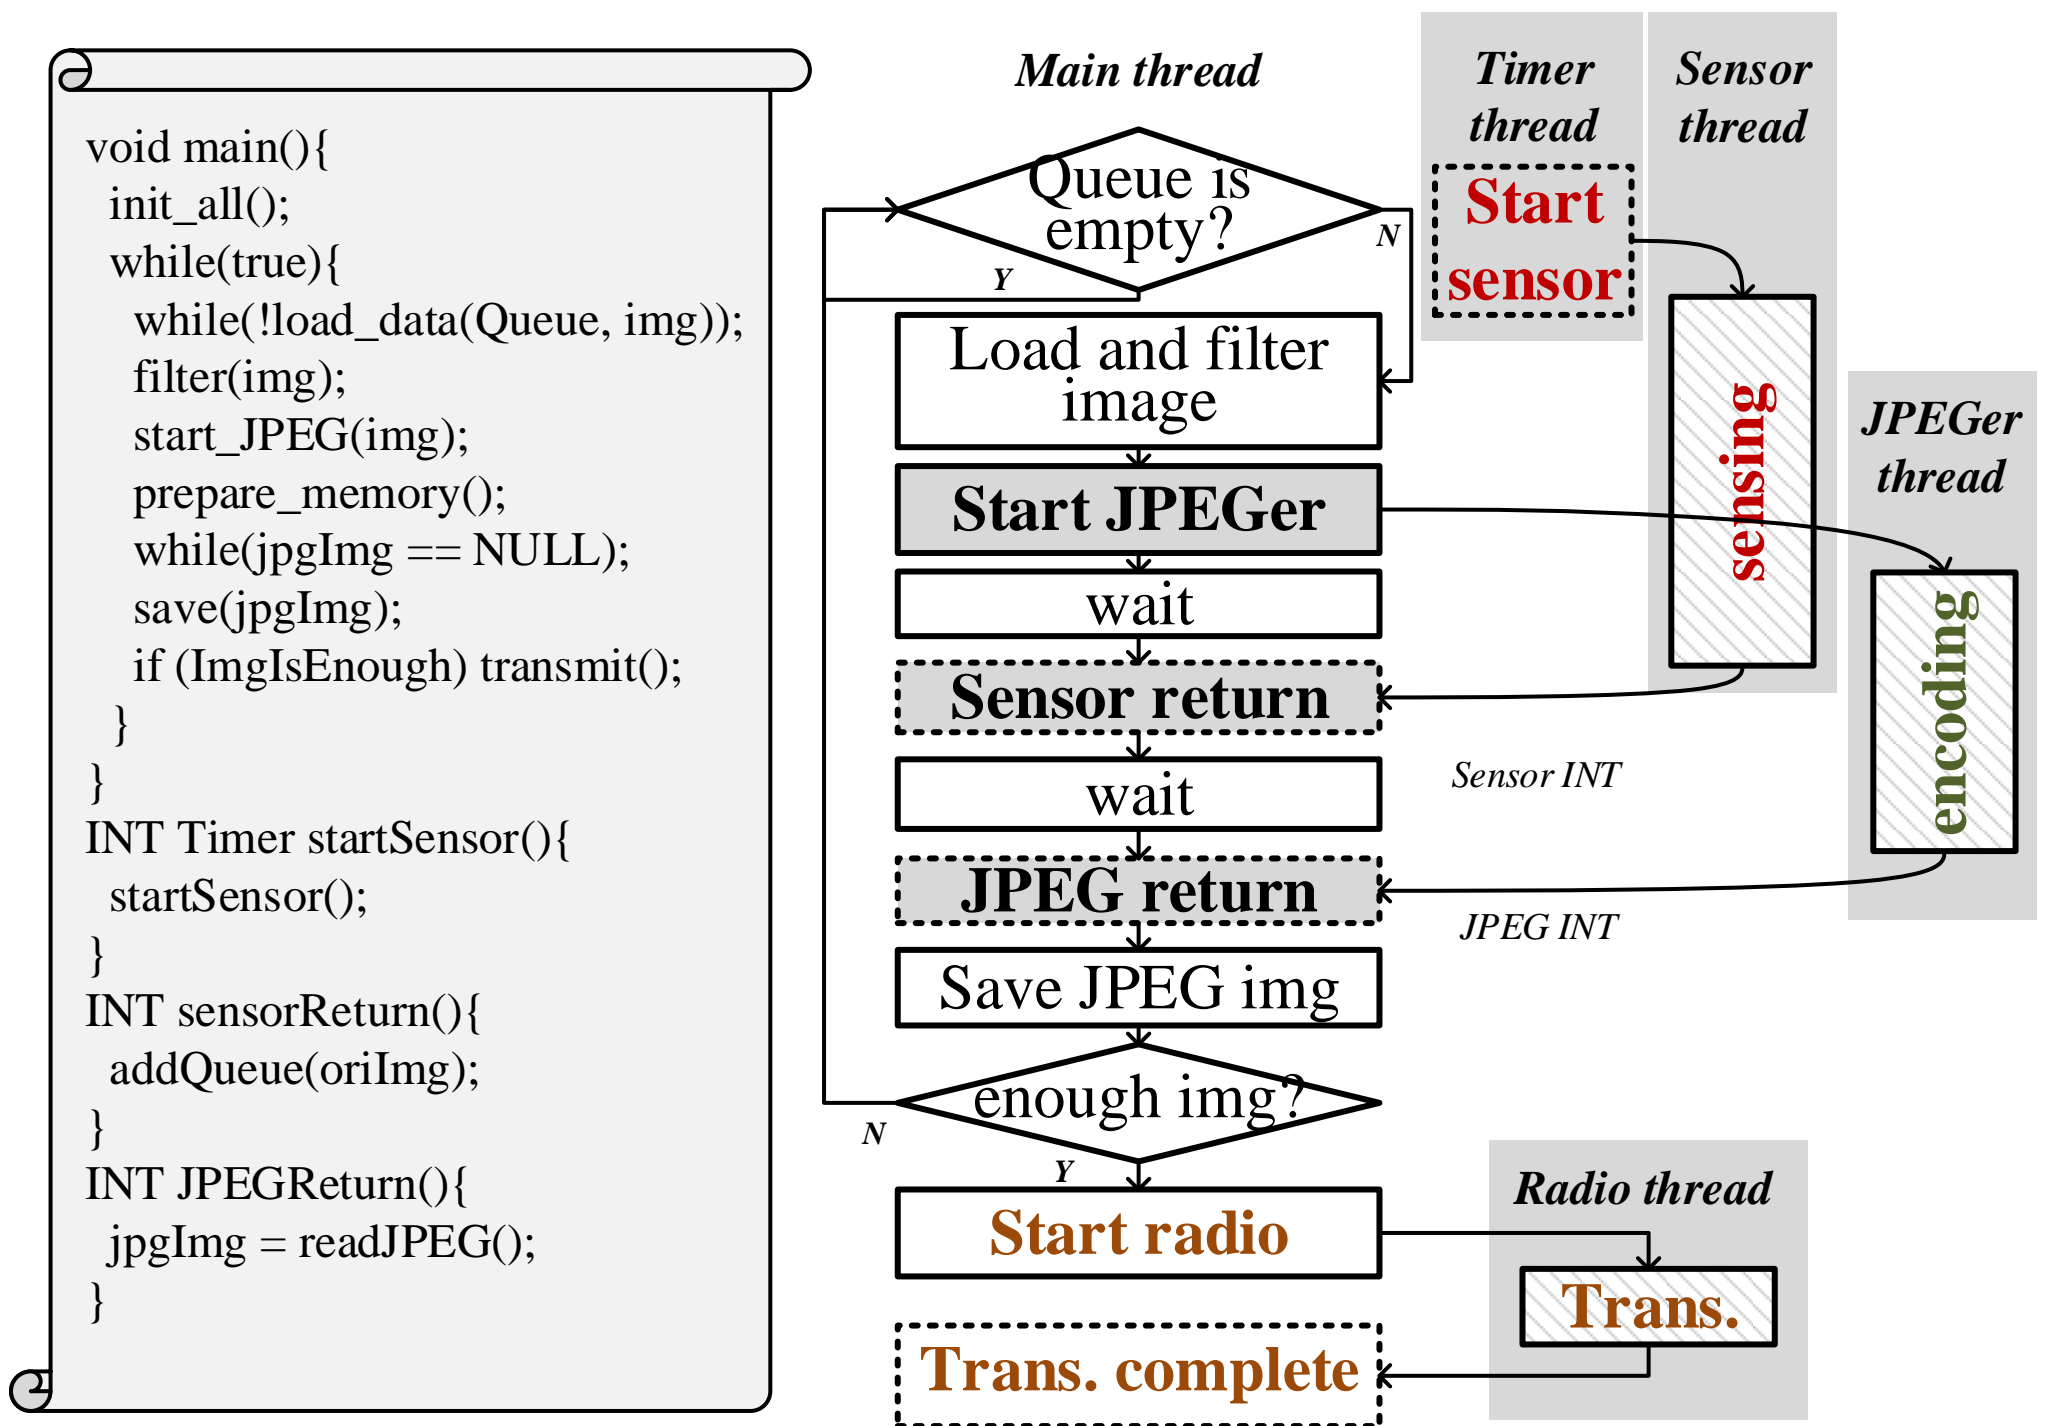 void main(){
init_all();
while(true){
while(!load_data(Queue, img));
filter(img);
start_JPEG(img);
prepare_memory();
while(jpgImg == NULL);
save(jpgImg);
if (ImgIsEnough) transmit();
}
}
INT Timer startSensor(){
startSensor();
}
INT sensorReturn(){
addQueue(oriImg);
}
INT JPEGReturn(){
jpgImg = readJPEG();
}
Main thread
Queue is
empty?
N
Y
Load and filter
image
Start JPEGer
wait
Sensor return
wait
JPEG return
Save JPEG img
enough img?
N
Y
Start radio
Trans. complete
Timer
thread
Start
sensor
Sensor
thread
sensing
JPEGer
thread
encoding
Sensor INT
JPEG INT
Radio thread
Trans.